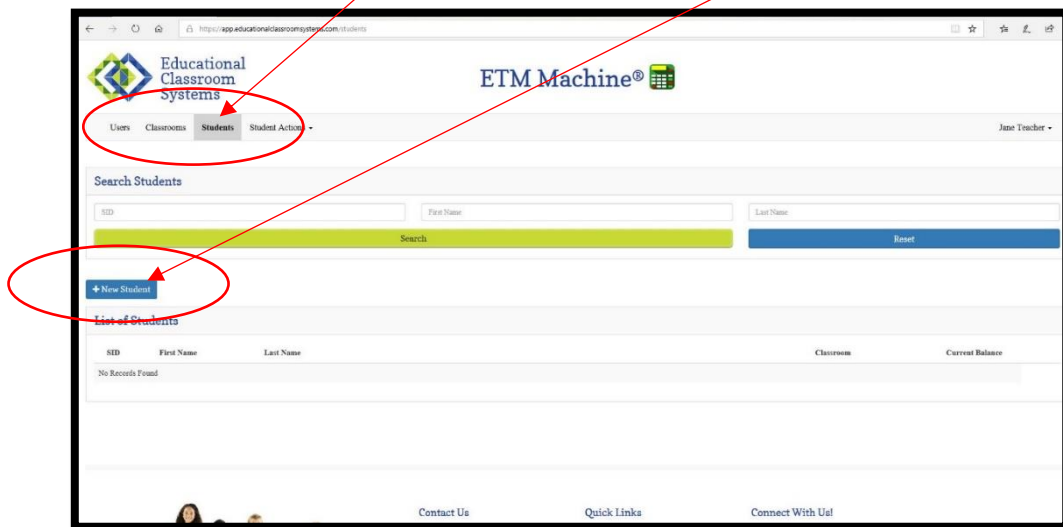 https://app.educationalclassroomsystems.com/students
Educational
Classroom
Systems
ETM Machine®
Users Classrooms Students Student Actions
Jane Teacher
Search Students
SID First Name Last Name
Search Reset
+ New Student
List of Students
SID First Name Last Name Classroom Current Balance
No Records Found
Contact Us Quick Links Connect With Us!